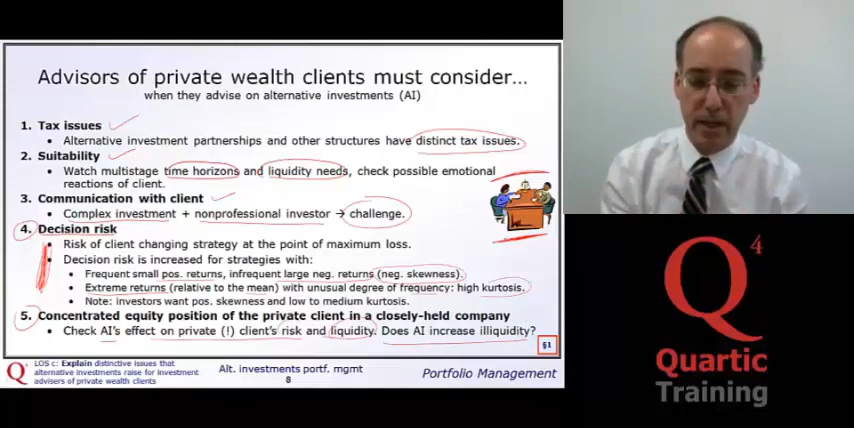 Advisors of private wealth clients must consider...
when they advise on alternative investments (AI)
1. Tax issues
• Alternative investment partnerships and other structures have distinct tax issues.
2. Suitability
• Watch multistage time horizons and liquidity needs, check possible emotional
reactions of client.
3. Communication with client
• Complex investment + nonprofessional investor → challenge.
4. Decision risk
• Risk of client changing strategy at the point of maximum loss.
• Decision risk is increased for strategies with:
• Frequent small pos. returns, infrequent large neg. returns (neg. skewness).
• Extreme returns (relative to the mean) with unusual degree of frequency: high kurtosis.
• Note: investors want pos. skewness and low to medium kurtosis.
5. Concentrated equity position of the private client in a closely-held company
• Check AI's effect on private (!) client's risk and liquidity. Does AI increase illiquidity?
§1
Q
LOS c: Explain distinctive issues that
alternative investments raise for investment
advisers of private wealth clients
Alt. investments portf. mgmt
8
Portfolio Management
Q4
Quartic
Training